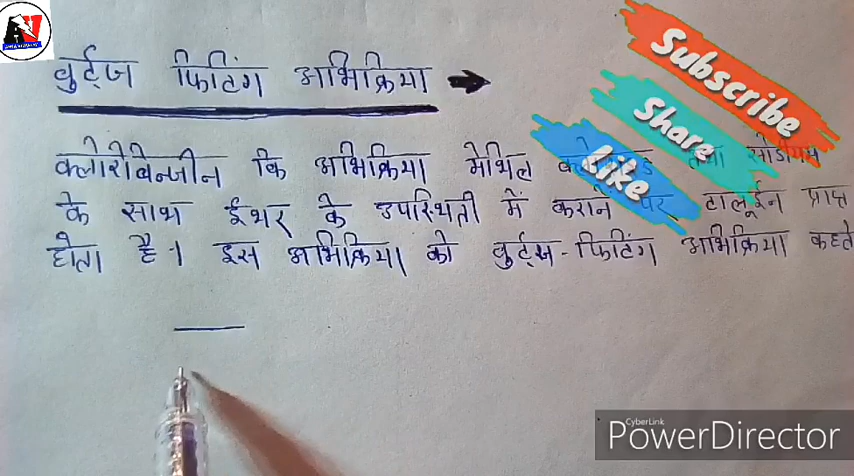 वुर्ट्ज फिटिंग अभिक्रिया
क्लोरोबेन्जीन कि अभिक्रिया मेथिल तथा सोडियम
के साथ ईथर के उपस्थिती में कराने पर टालूईन प्राप्त
होता है। इस अभिक्रिया को वुर्ट्ज-फिटिंग अभिक्रिया कहते
Subscribe
Share
Like
CyberLink
PowerDirector